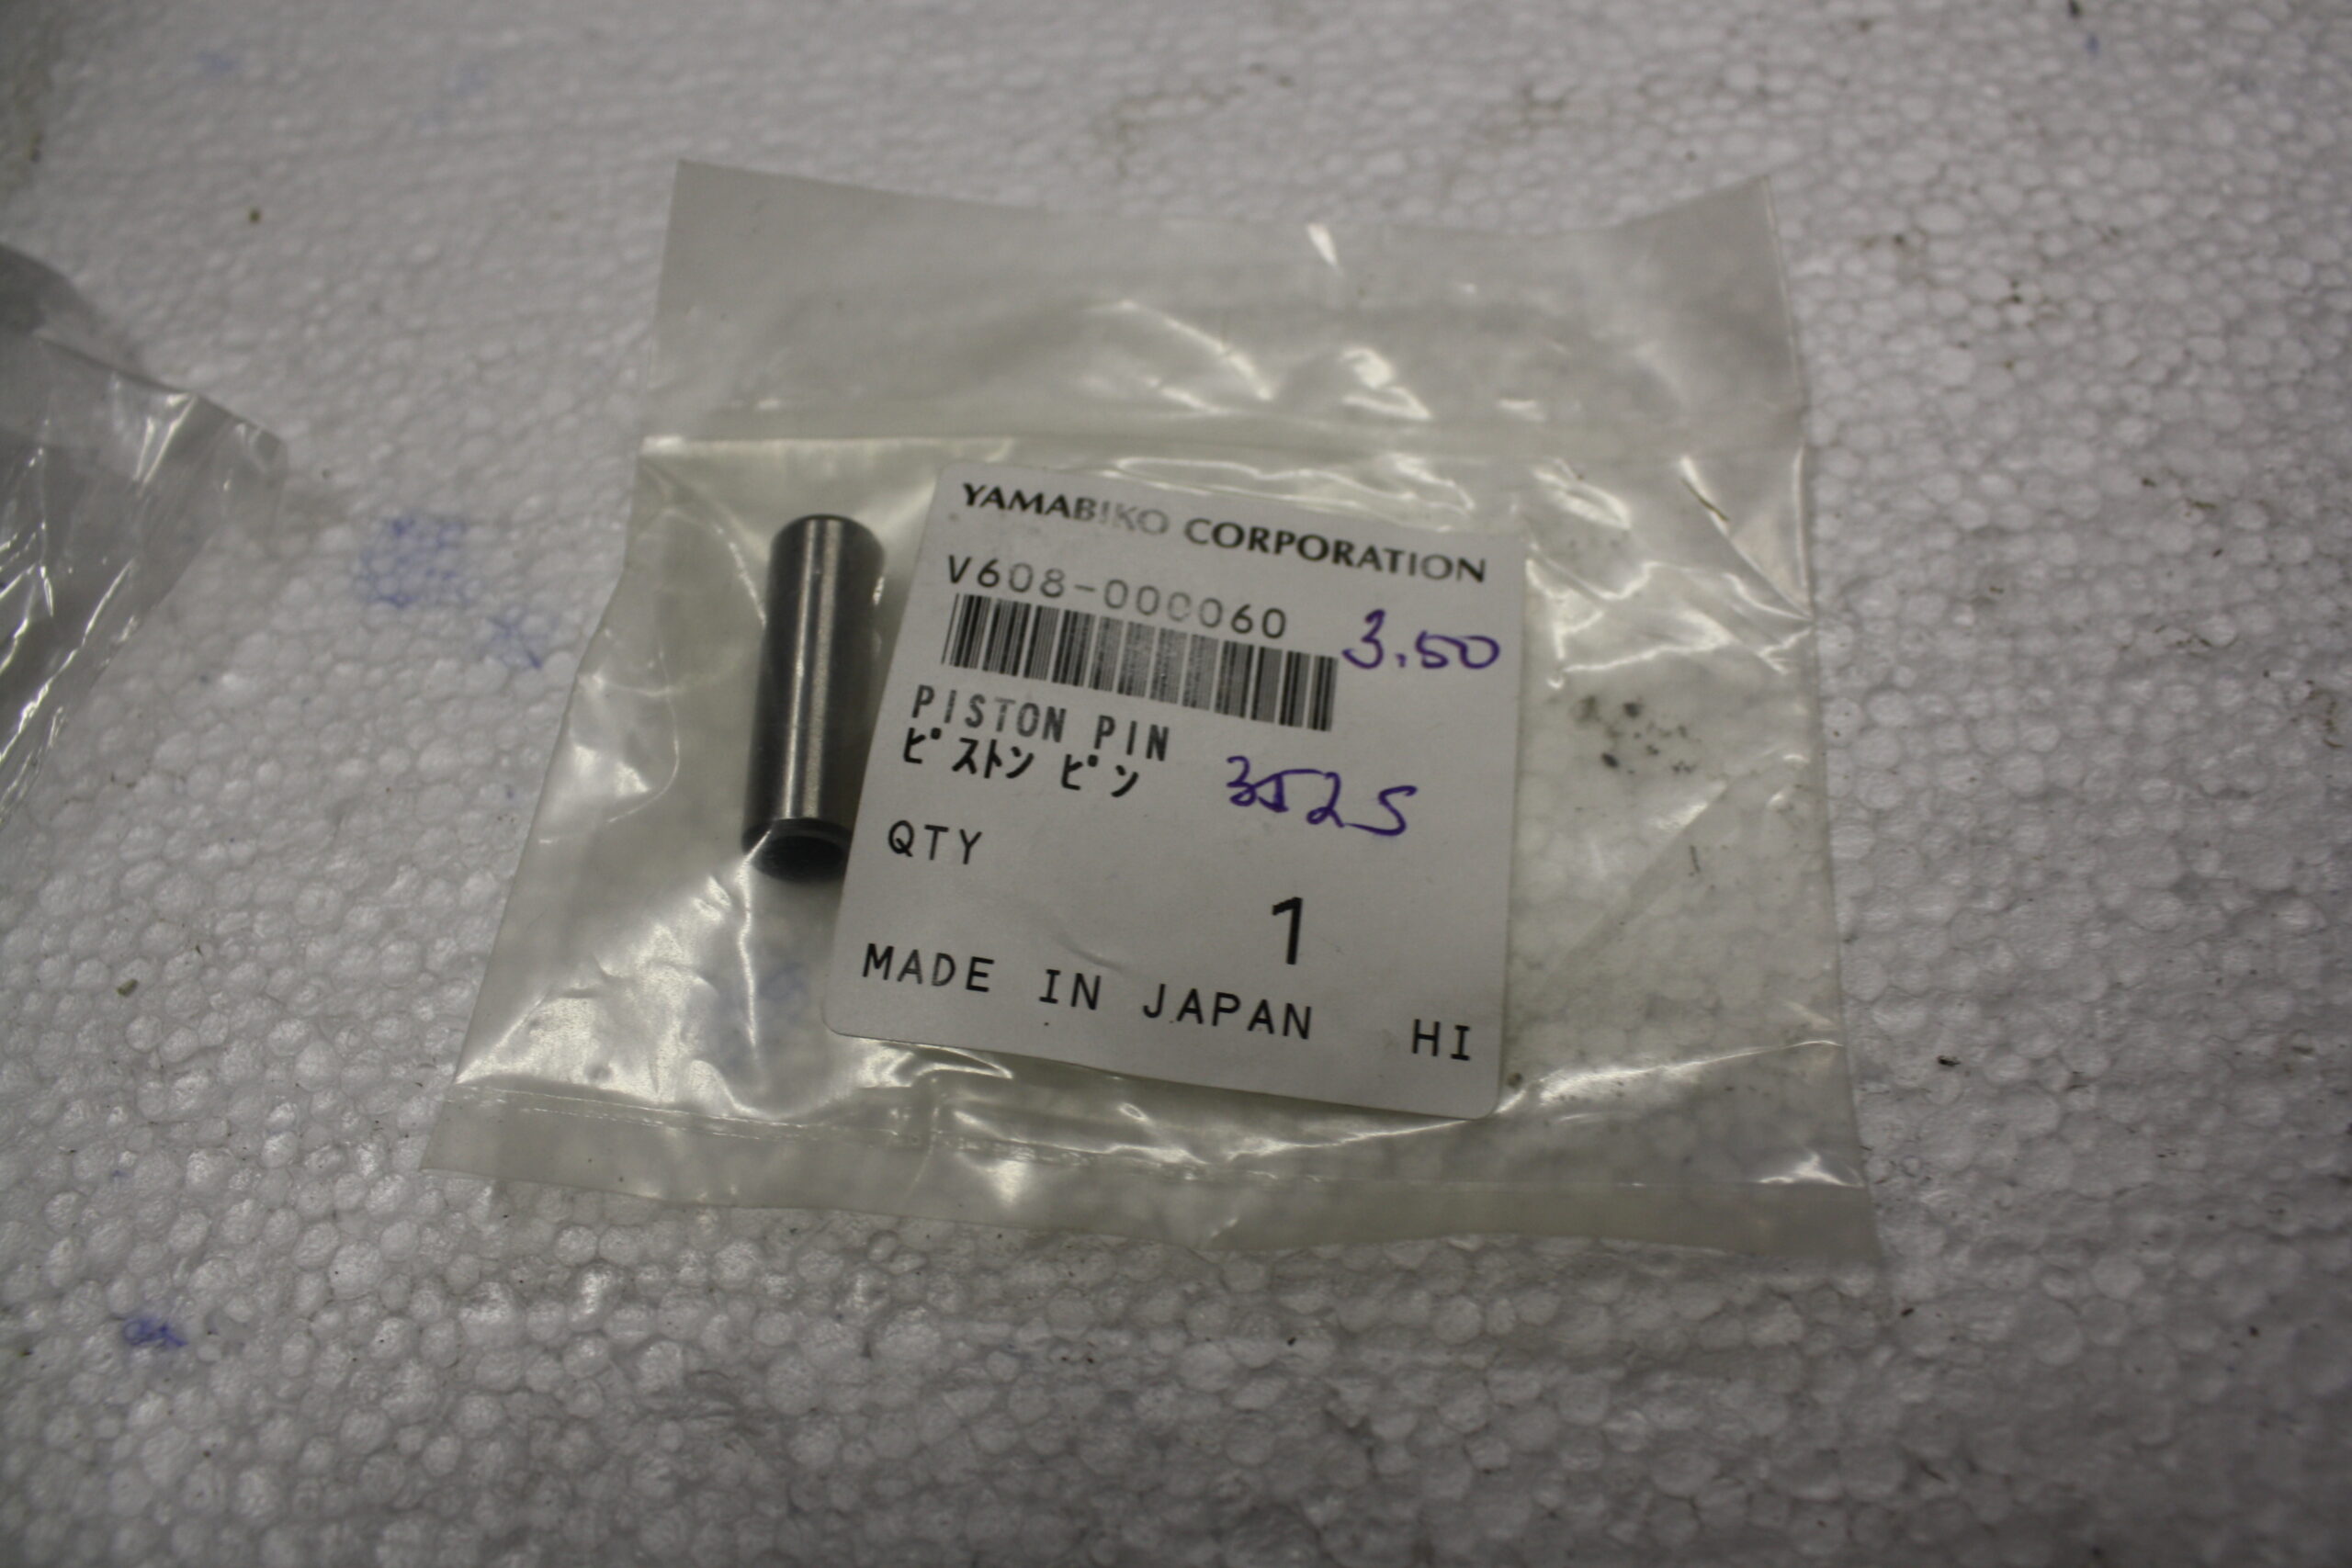 YAMABIKO CORPORATION
V608-000060
3.50
PISTON PIN
ピストン ピン
352S
QTY
1
MADE IN JAPAN HI